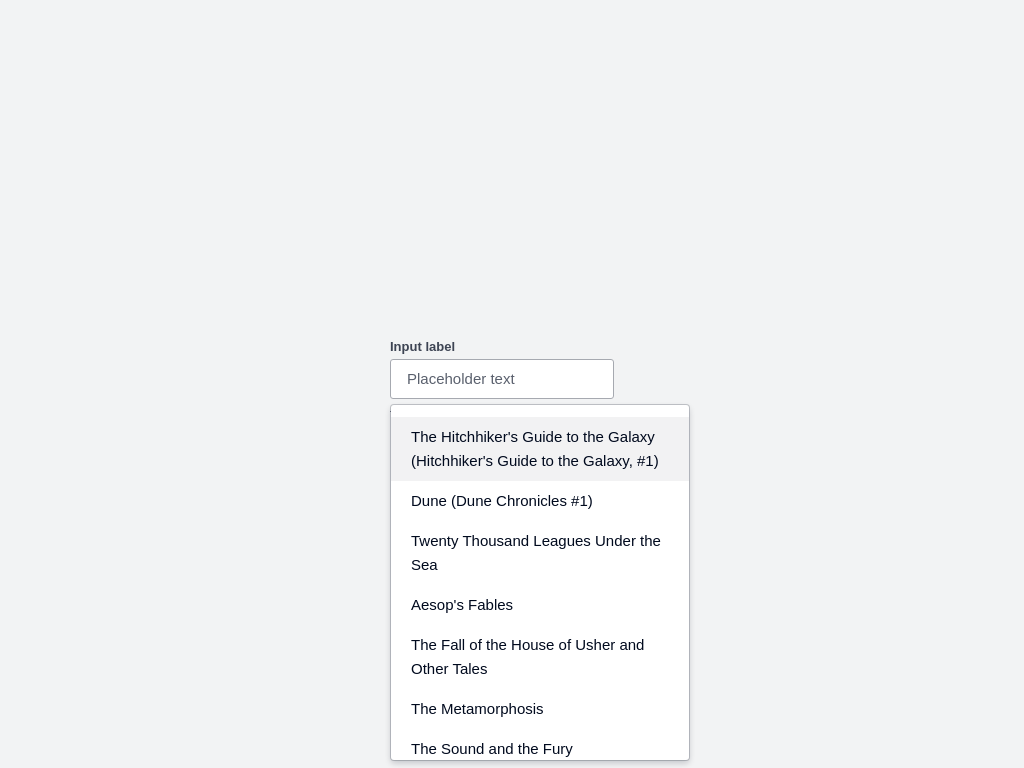 Input label
Placeholder text
The Hitchhiker's Guide to the Galaxy
(Hitchhiker's Guide to the Galaxy, #1)
Dune (Dune Chronicles #1)
Twenty Thousand Leagues Under the
Sea
Aesop's Fables
The Fall of the House of Usher and
Other Tales
The Metamorphosis
The Sound and the Fury